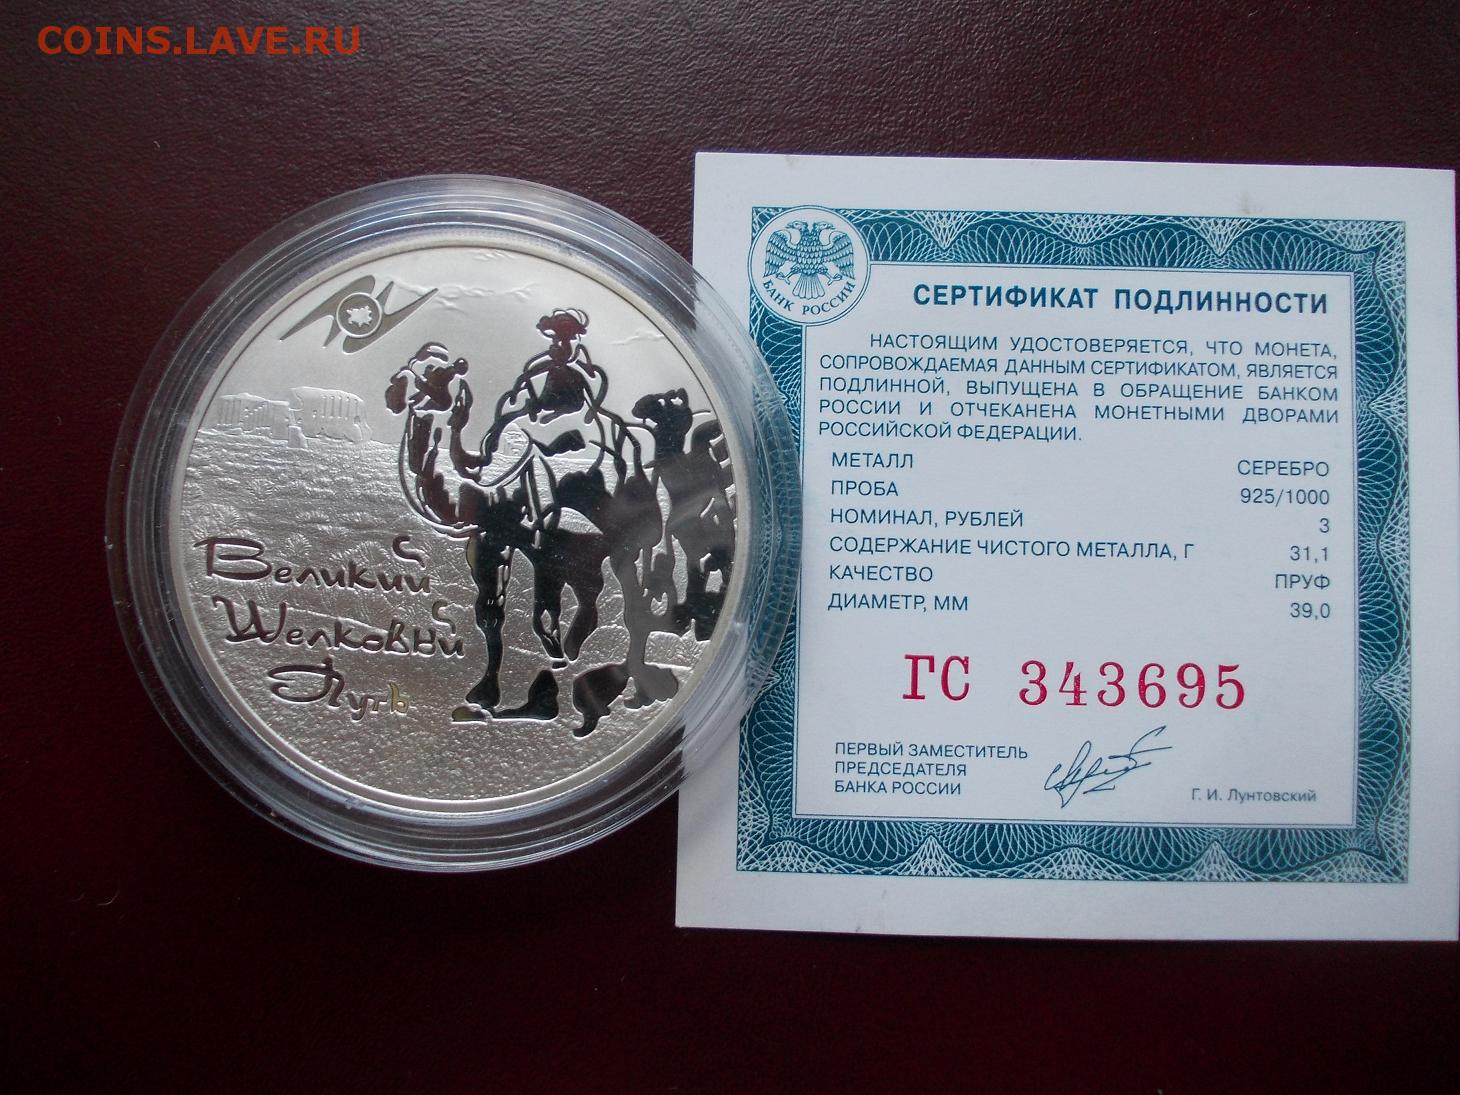 COINS.LAVE.RU
Великий
Шелковый
Путь
БАНК РОССИИ
СЕРТИФИКАТ ПОДЛИННОСТИ
НАСТОЯЩИМ УДОСТОВЕРЯЕТСЯ, ЧТО МОНЕТА,
СОПРОВОЖДАЕМАЯ ДАННЫМ СЕРТИФИКАТОМ, ЯВЛЯЕТСЯ
ПОДЛИННОЙ, ВЫПУЩЕНА В ОБРАЩЕНИЕ БАНКОМ
РОССИИ И ОТЧЕКАНЕНА МОНЕТНЫМИ ДВОРАМИ
РОССИЙСКОЙ ФЕДЕРАЦИИ.
МЕТАЛЛ СЕРЕБРО
ПРОБА 925/1000
НОМИНАЛ, РУБЛЕЙ 3
СОДЕРЖАНИЕ ЧИСТОГО МЕТАЛЛА, Г 31,1
КАЧЕСТВО ПРУФ
ДИАМЕТР, ММ 39,0
ГС 343695
ПЕРВЫЙ ЗАМЕСТИТЕЛЬ
ПРЕДСЕДАТЕЛЯ
БАНКА РОССИИ
Г. И. Лунтовский